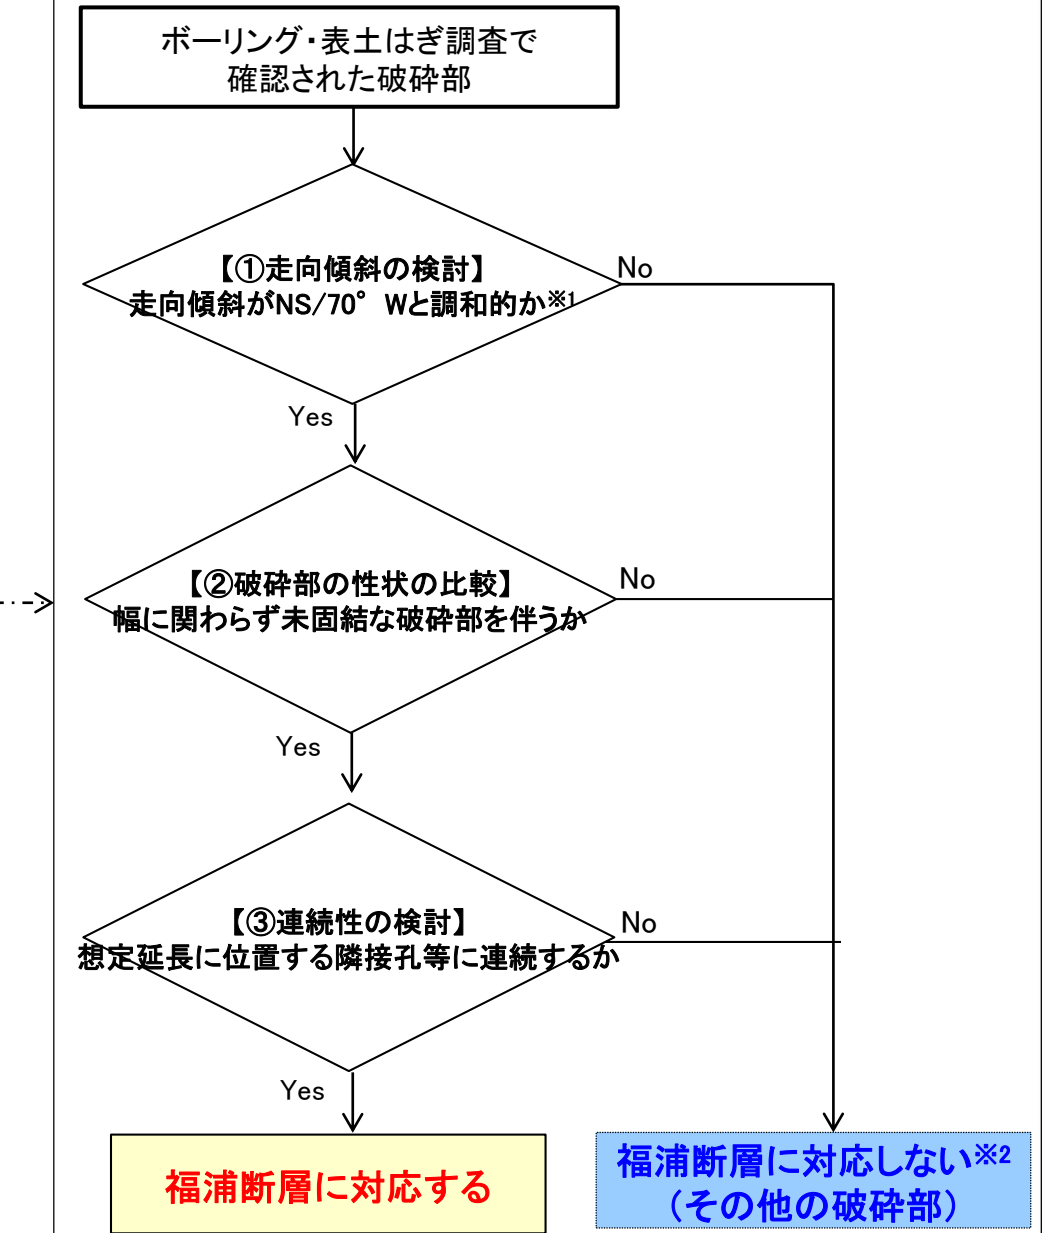 ボーリング・表土はぎ調査で
確認された破砕部
【①走向傾斜の検討】
走向傾斜がNS/70°Wと調和的か※1
No
Yes
【②破砕部の性状の比較】
幅に関わらず未固結な破砕部を伴うか
No
Yes
【③連続性の検討】
想定延長に位置する隣接孔等に連続するか
No
Yes
福浦断層に対応する
福浦断層に対応しない※2
（その他の破砕部）